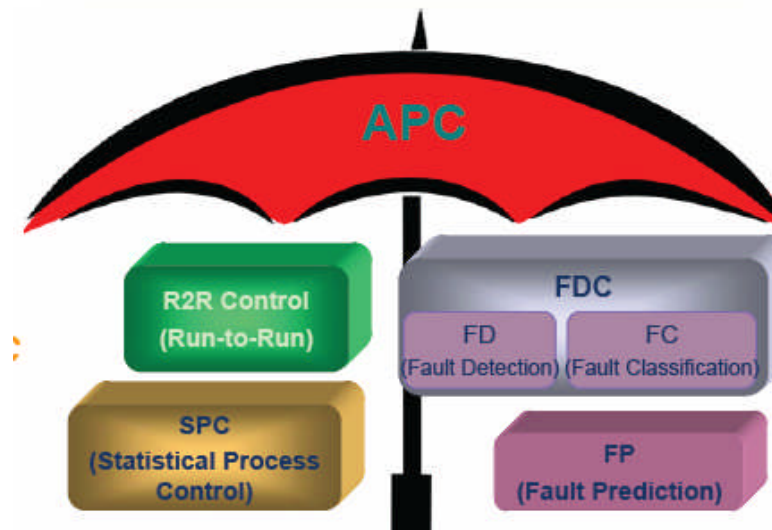 APC
R2R Control
(Run-to-Run)
FDC
FD
(Fault Detection)
FC
(Fault Classification)
SPC
(Statistical Process
Control)
FP
(Fault Prediction)